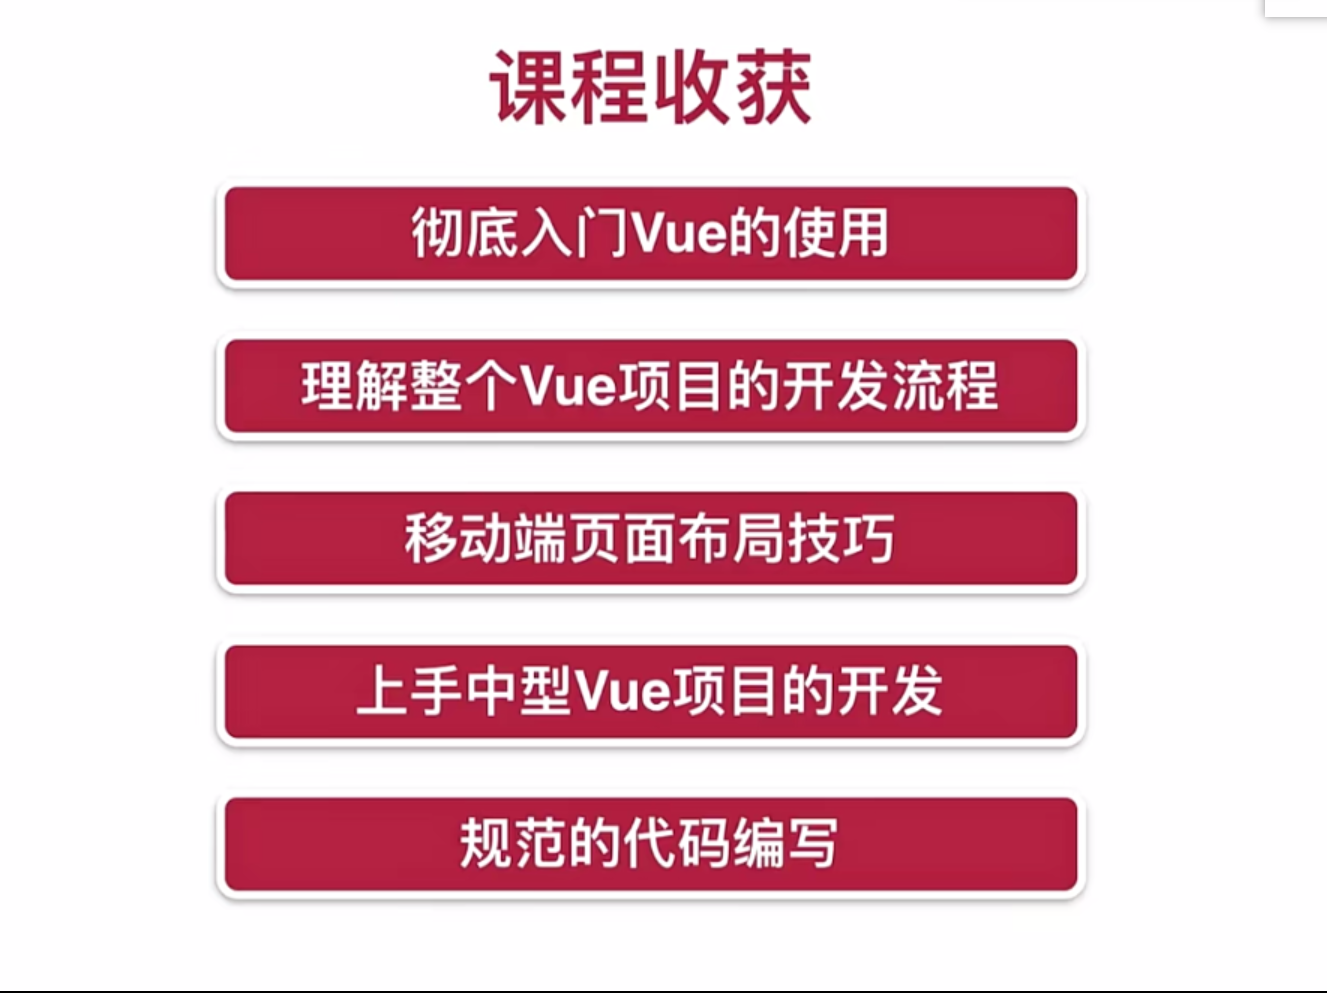 课程收获
彻底入门Vue的使用
理解整个Vue项目的开发流程
移动端页面布局技巧
上手中型Vue项目的开发
规范的代码编写